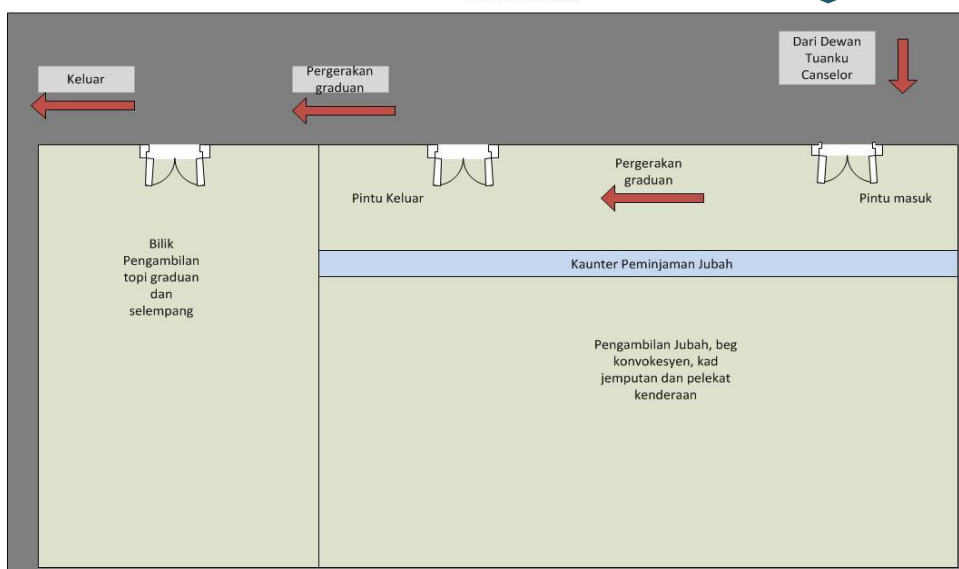 Dari Dewan
Tuanku
Canselor
Keluar
Pergerakan
graduan
Pergerakan
graduan
Pintu Keluar
Pintu masuk
Bilik
Pengambilan
topi graduan
dan
selempang
Kaunter Peminjaman Jubah
Pengambilan Jubah, beg
konvokesyen, kad
jemputan dan pelekat
kenderaan